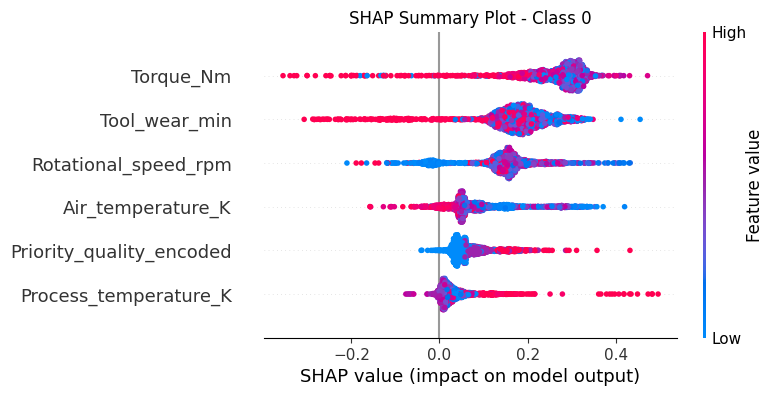 SHAP Summary Plot - Class 0
High
Torque_Nm
Tool_wear_min
Rotational_speed_rpm
Air_temperature_K
Priority_quality_encoded
Process_temperature_K
Feature value
Low
−0.2 0.0 0.2 0.4
SHAP value (impact on model output)